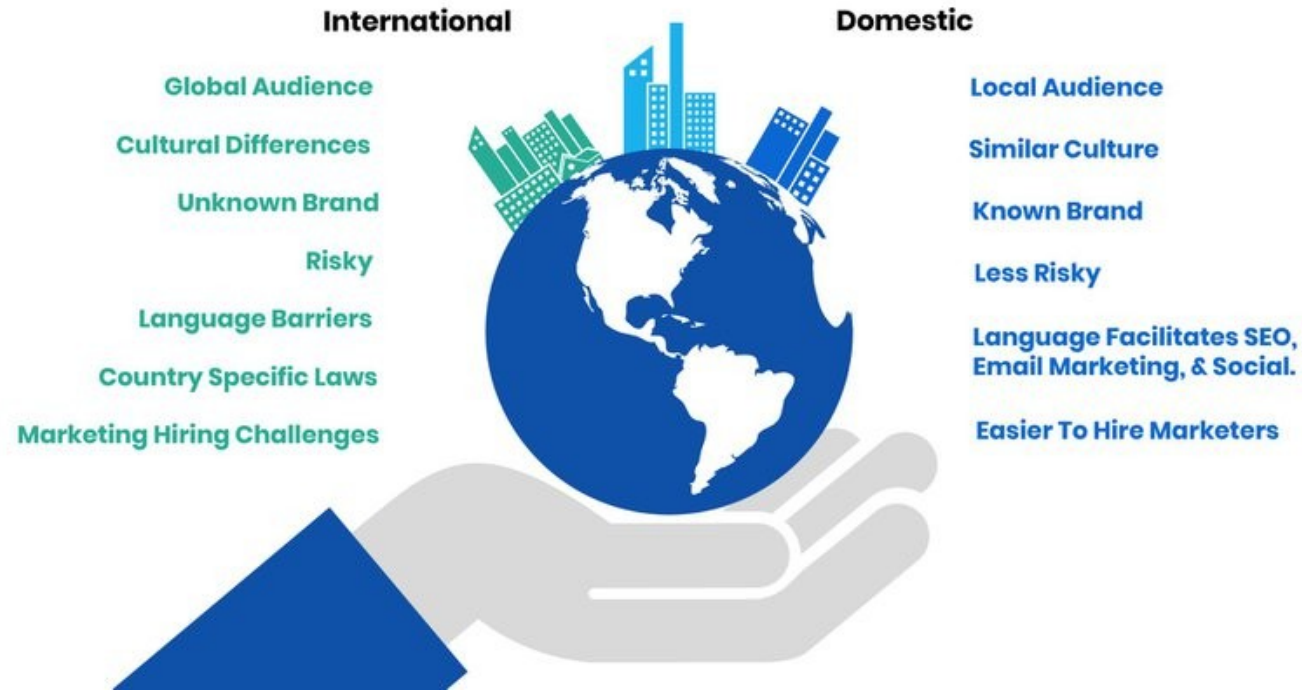 International
Global Audience
Cultural Differences
Unknown Brand
Risky
Language Barriers
Country Specific Laws
Marketing Hiring Challenges
Domestic
Local Audience
Similar Culture
Known Brand
Less Risky
Language Facilitates SEO,
Email Marketing, & Social.
Easier To Hire Marketers